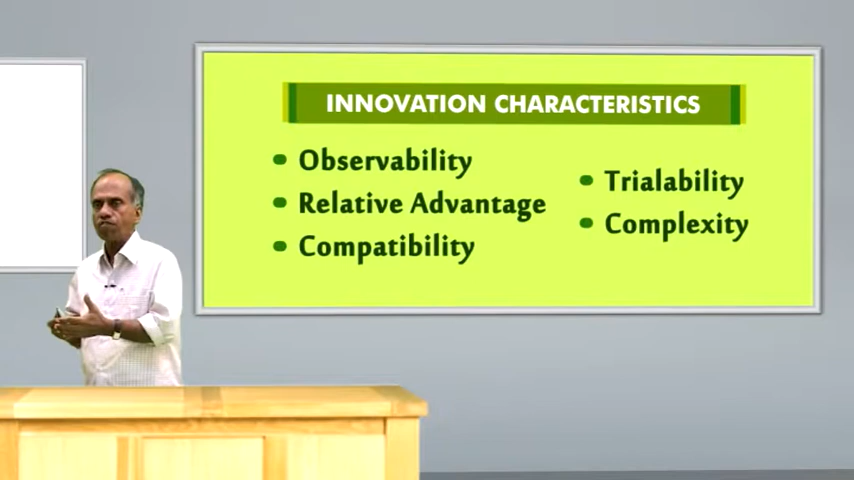 INNOVATION CHARACTERISTICS
Observability
Relative Advantage
Compatibility
Trialability
Complexity